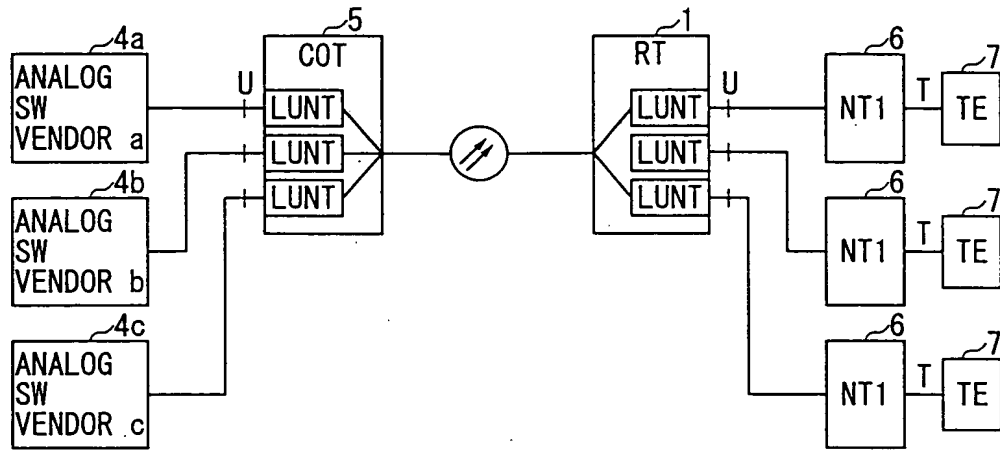 4a
ANALOG
SW
VENDOR a
4b
ANALOG
SW
VENDOR b
4c
ANALOG
SW
VENDOR c
5
COT
U
LUNT
LUNT
LUNT
1
RT
U
LUNT
LUNT
LUNT
6
NT1
T
7
TE
6
NT1
T
7
TE
6
NT1
T
7
TE